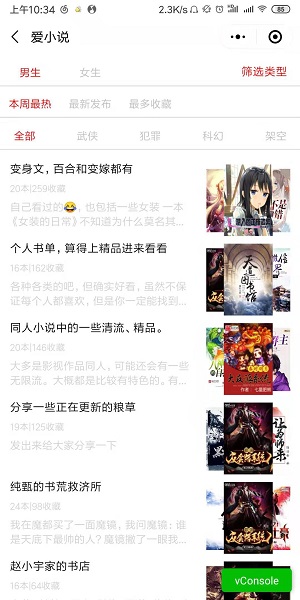 上午10:34
2.3K/s
爱小说
男生
女生
筛选类型
本周最热
最新发布
最多收藏
全部
武侠
犯罪
科幻
架空
变身文，百合和变嫁都有
20本|259收藏
自己看过的😂，也包括一些女装 一本
《女装的日常》不知道为什么莫名其...
个人书单，算得上精品进来看看
16本|162收藏
各种各类的吧，但确实好看，虽然不保
证每个人都喜欢，但是你一定能找到...
天道图书馆
同人小说中的一些清流、精品。
20本|146收藏
大多是影视作品同人，可能还会有一些
无限流。大概都是比较有特色的。有...
分享一些正在更新的粮草
19本|125收藏
发出来给大家分享一下
纯甄的书荒救济所
16本|98收藏
我在魔都买了一面魔镜，我问魔镜：谁
是天底下最帅的人？魔镜撇了一眼我...
赵小宇家的书店
16本|64收藏
vConsole